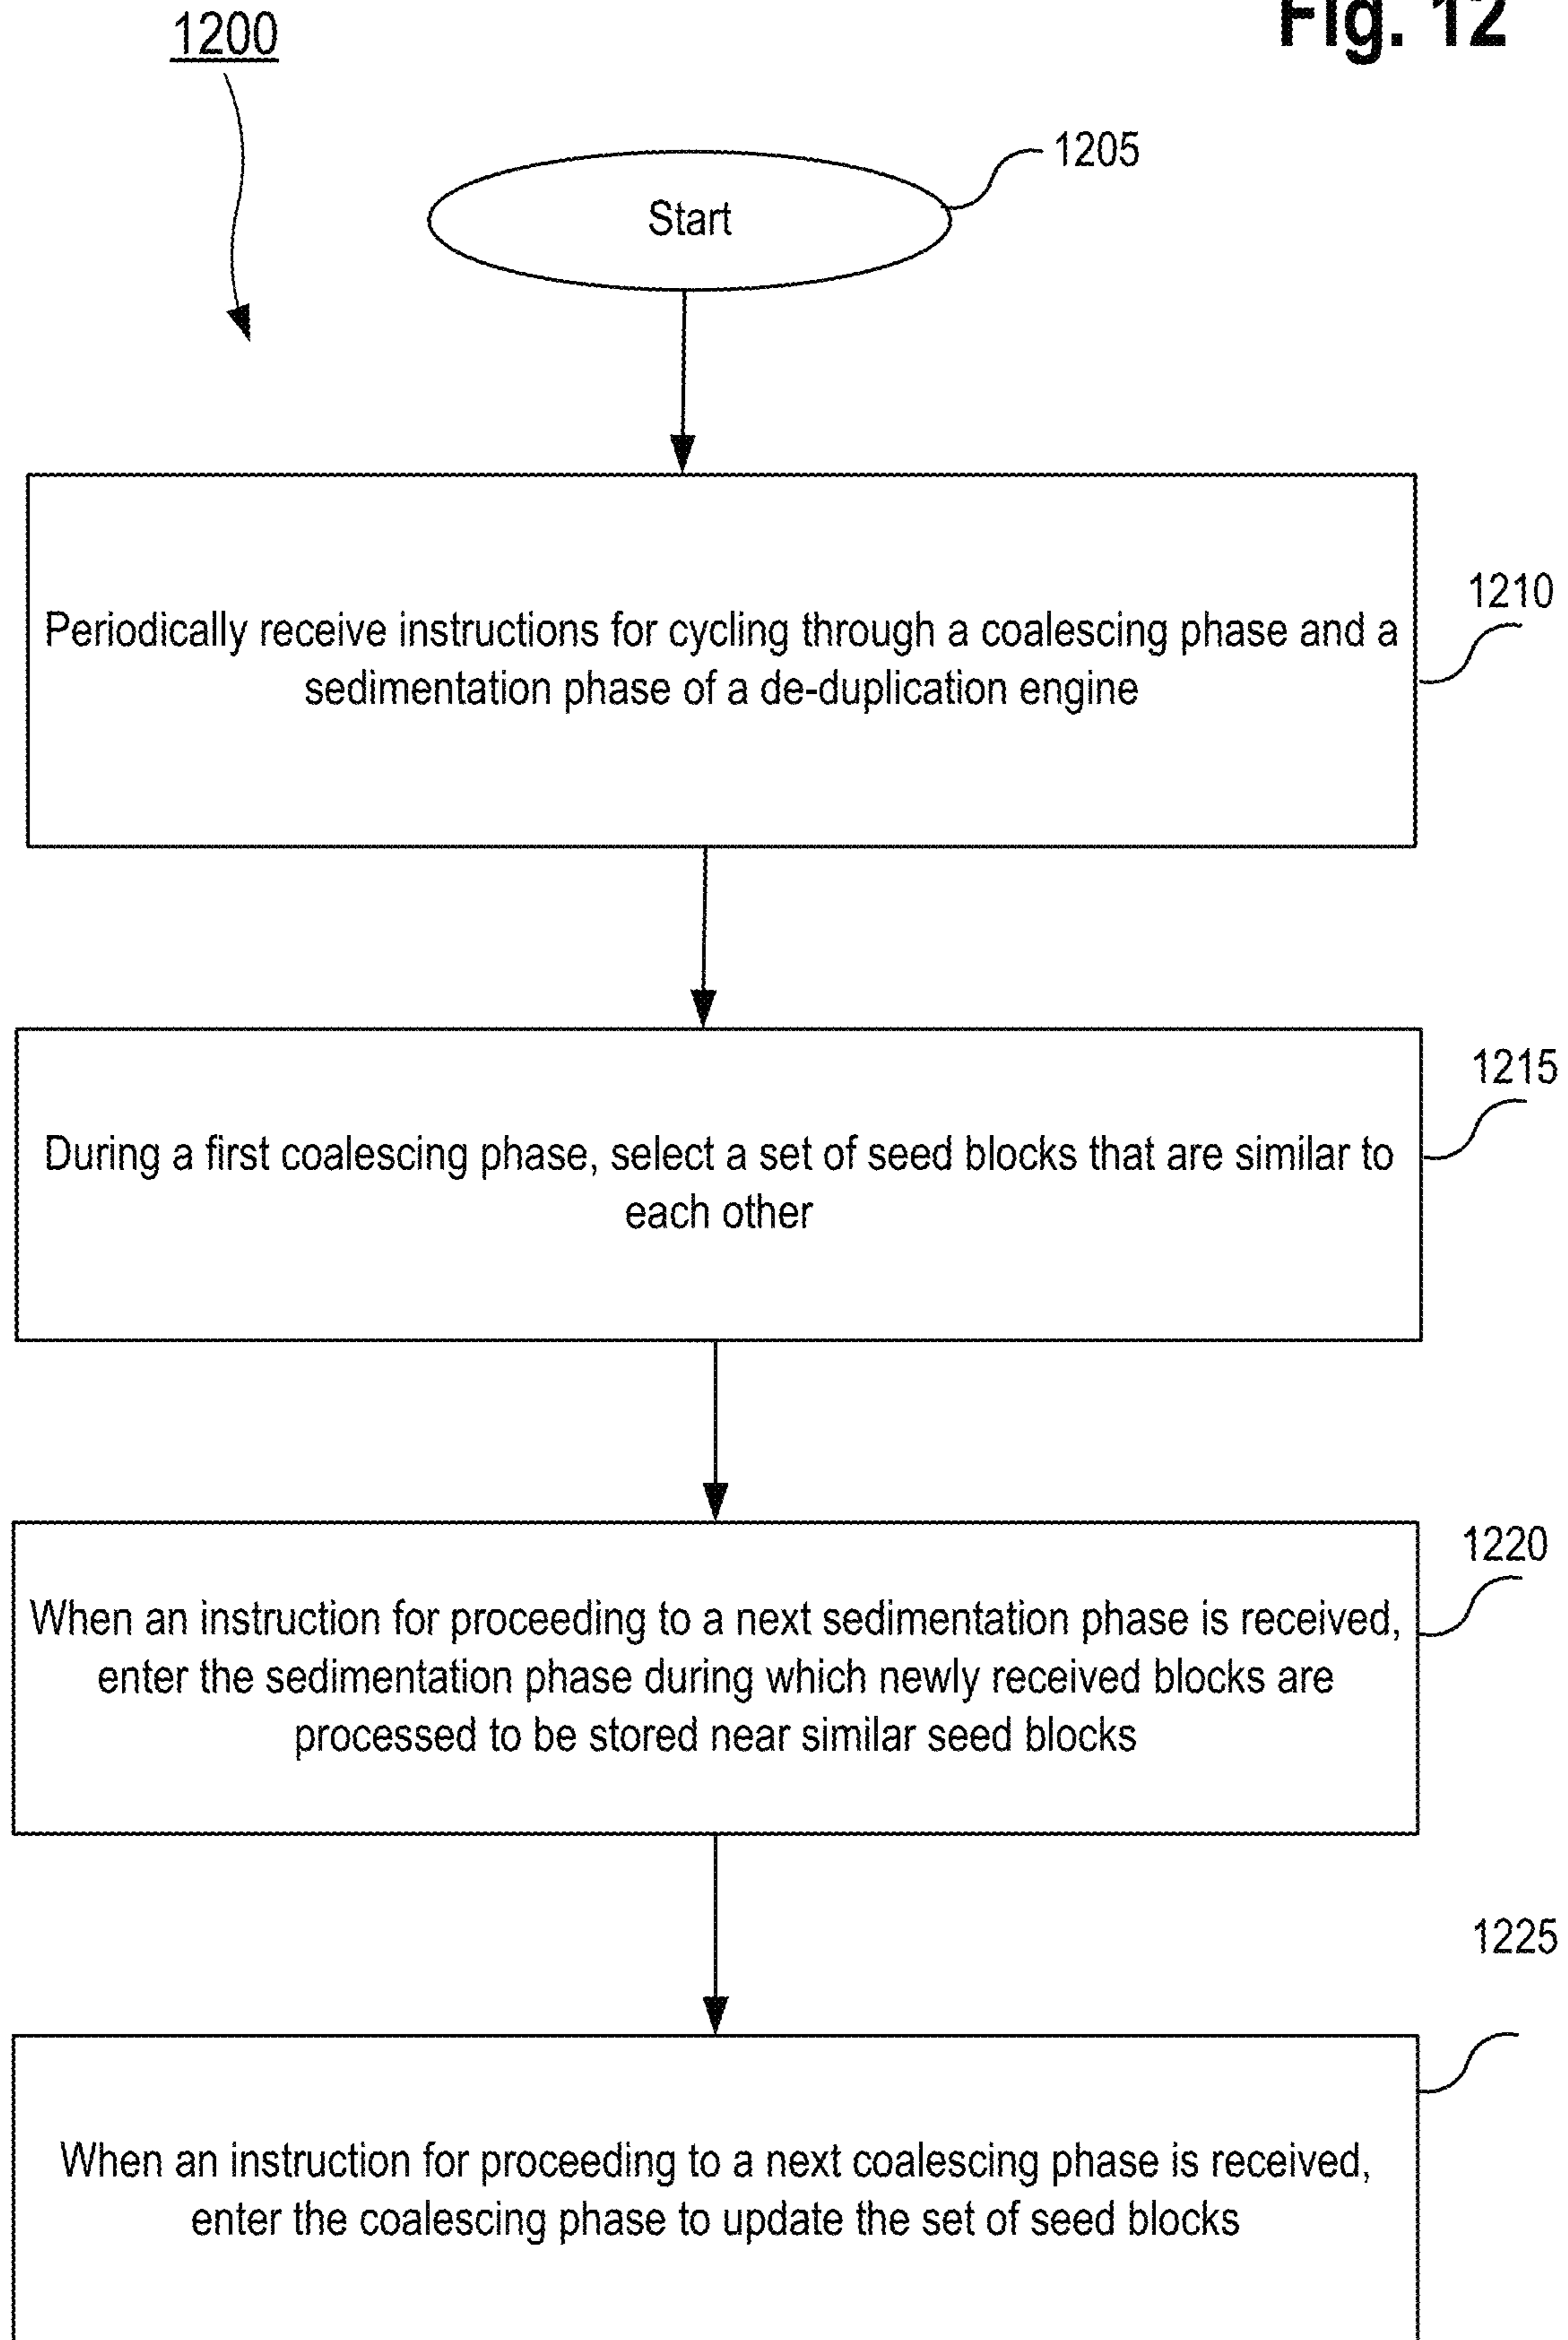 Fig. 12
1200
1205
Start
1210
Periodically receive instructions for cycling through a coalescing phase and a
sedimentation phase of a de-duplication engine
1215
During a first coalescing phase, select a set of seed blocks that are similar to
each other
1220
When an instruction for proceeding to a next sedimentation phase is received,
enter the sedimentation phase during which newly received blocks are
processed to be stored near similar seed blocks
1225
When an instruction for proceeding to a next coalescing phase is received,
enter the coalescing phase to update the set of seed blocks